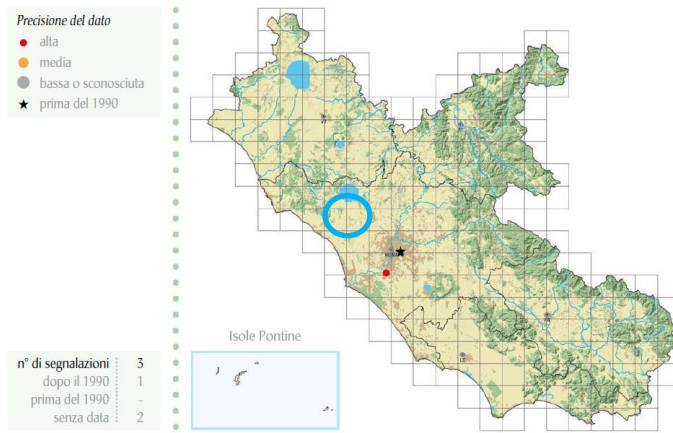 Precisione del dato
alta
media
bassa o sconosciuta
prima del 1990
Isole Pontine
n° di segnalazioni 3
dopo il 1990 1
prima del 1990 -
senza data 2